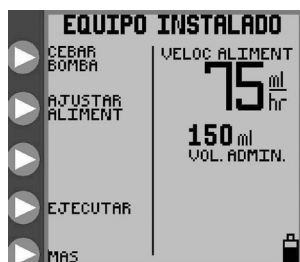 EQUIPO INSTALADO
CEBAR
BOMBA
AJUSTAR
ALIMENT
EJECUTAR
MAS
VELOC ALIMENT
75 ml/hr
150 ml
VOL. ADMIN.